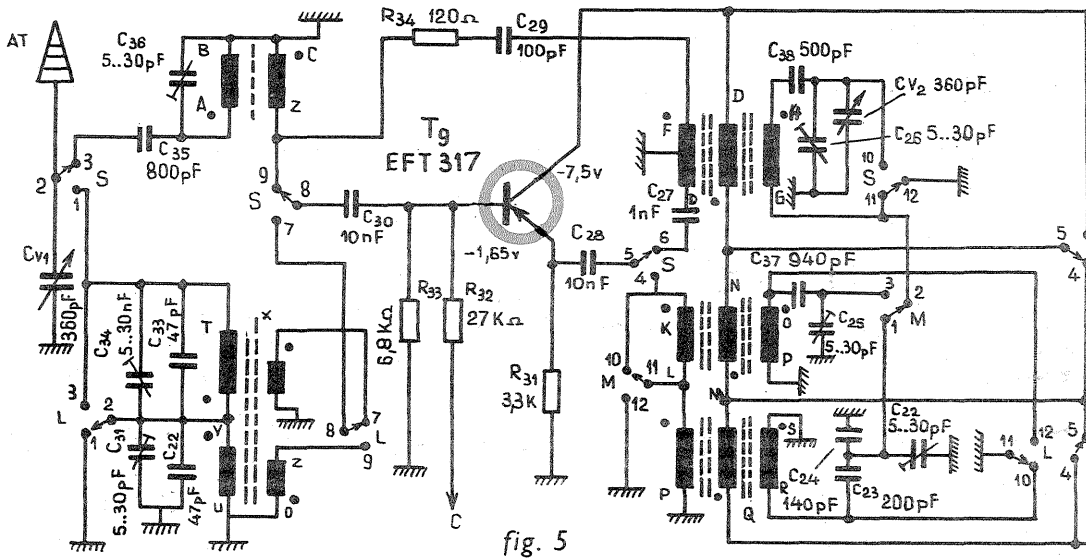 AT
C36
5..30pF
B
A
C
Z
R34
120Ω
C29
100pF
C35
800pF
2
3
S
1
CV1
360pF
T9
EFT 317
-7,5v
-1,65v
9
8
S
7
C30
10nF
R33
6,8KΩ
R32
27KΩ
C
R31
3,3K
C28
10nF
5
6
S
4
C27
1nF
F
D
D
H
G
C38 500pF
CV2 360pF
C26 5..30pF
10
S
11
12
5
4
C37 940pF
3
2
1
M
C25
5..30pF
N
O
P
K
L
10
11
M
12
N
C22
5..30pF
C24
140pF
C23
200pF
S
R
Q
P
11
12
L
10
5
4
C34
5..30nF
C33
47pF
T
X
Y
U
3
L
2
1
C31
5..30pF
C22
47pF
Z
O
8
7
L
9
fig. 5